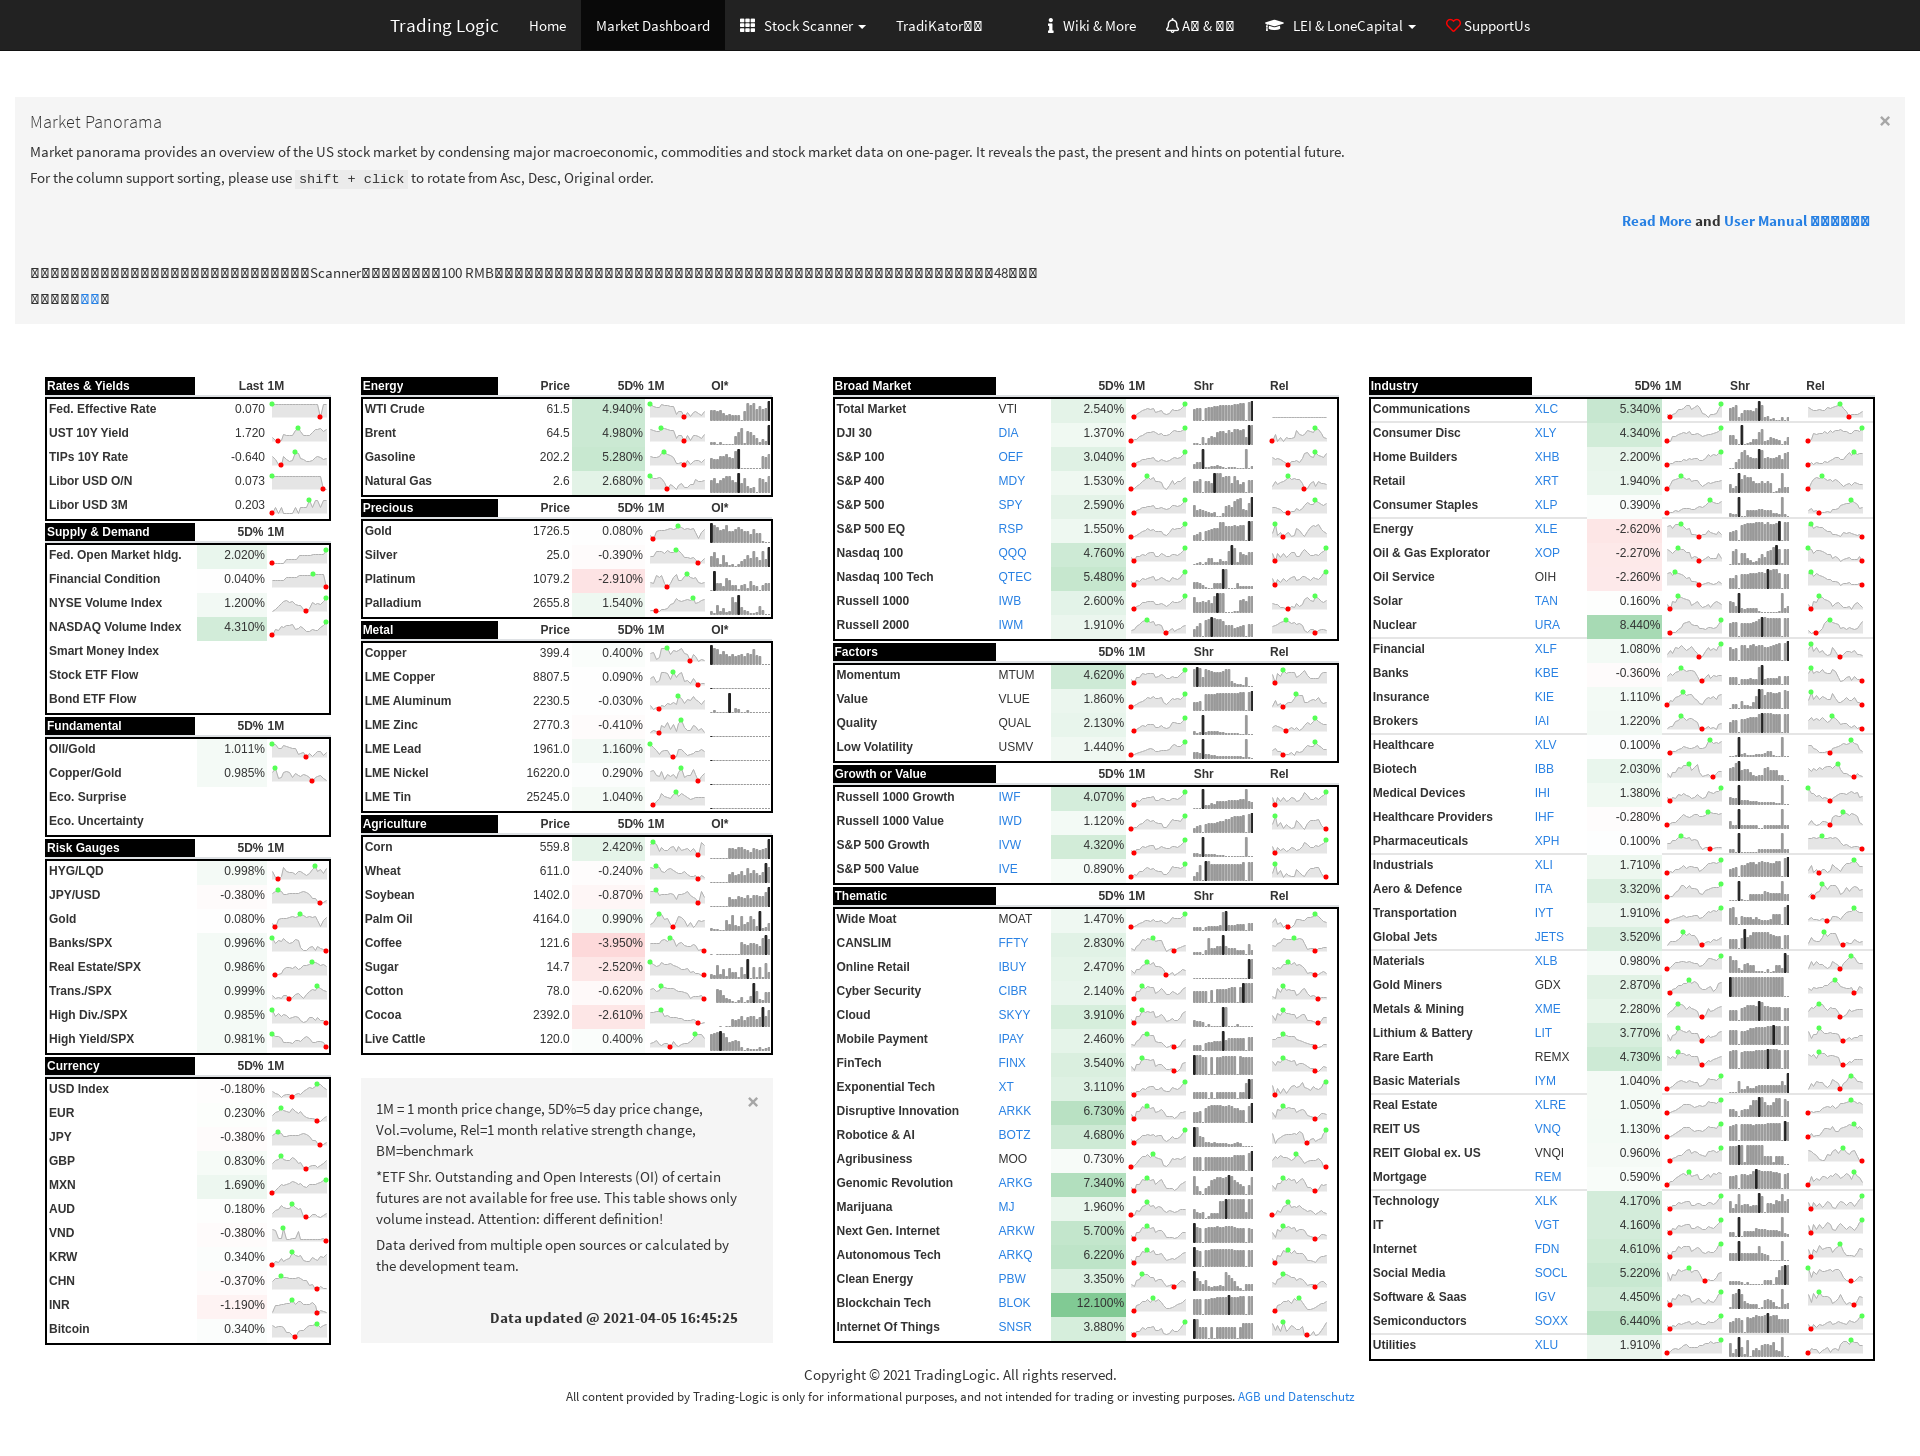 Trading Logic Home Market Dashboard Stock Scanner TradiKator Wiki & More A & LEI & LoneCapital SupportUs
Market Panorama
×
Market panorama provides an overview of the US stock market by condensing major macroeconomic, commodities and stock market data on one-pager. It reveals the past, the present and hints on potential future.
For the column support sorting, please use shift + click to rotate from Asc, Desc, Original order.
Read More and User Manual
Scanner 100 RMB 48
Rates & Yields Last 1M
Fed. Effective Rate 0.070
UST 10Y Yield 1.720
TIPs 10Y Rate -0.640
Libor USD O/N 0.073
Libor USD 3M 0.203
Supply & Demand 5D% 1M
Fed. Open Market hldg. 2.020%
Financial Condition 0.040%
NYSE Volume Index 1.200%
NASDAQ Volume Index 4.310%
Smart Money Index
Stock ETF Flow
Bond ETF Flow
Fundamental 5D% 1M
OIl/Gold 1.011%
Copper/Gold 0.985%
Eco. Surprise
Eco. Uncertainty
Risk Gauges 5D% 1M
HYG/LQD 0.998%
JPY/USD -0.380%
Gold 0.080%
Banks/SPX 0.996%
Real Estate/SPX 0.986%
Trans./SPX 0.999%
High Div./SPX 0.985%
High Yield/SPX 0.981%
Currency 5D% 1M
USD Index -0.180%
EUR 0.230%
JPY -0.380%
GBP 0.830%
MXN 1.690%
AUD 0.180%
VND -0.380%
KRW 0.340%
CHN -0.370%
INR -1.190%
Bitcoin 0.340%
Energy Price 5D% 1M OI*
WTI Crude 61.5 4.940%
Brent 64.5 4.980%
Gasoline 202.2 5.280%
Natural Gas 2.6 2.680%
Precious Price 5D% 1M OI*
Gold 1726.5 0.080%
Silver 25.0 -0.390%
Platinum 1079.2 -2.910%
Palladium 2655.8 1.540%
Metal Price 5D% 1M OI*
Copper 399.4 0.400%
LME Copper 8807.5 0.090%
LME Aluminum 2230.5 -0.030%
LME Zinc 2770.3 -0.410%
LME Lead 1961.0 1.160%
LME Nickel 16220.0 0.290%
LME Tin 25245.0 1.040%
Agriculture Price 5D% 1M OI*
Corn 559.8 2.420%
Wheat 611.0 -0.240%
Soybean 1402.0 -0.870%
Palm Oil 4164.0 0.990%
Coffee 121.6 -3.950%
Sugar 14.7 -2.520%
Cotton 78.0 -0.620%
Cocoa 2392.0 -2.610%
Live Cattle 120.0 0.400%
×
1M = 1 month price change, 5D%=5 day price change,
Vol.=volume, Rel=1 month relative strength change,
BM=benchmark
*ETF Shr. Outstanding and Open Interests (OI) of certain
futures are not available for free use. This table shows only
volume instead. Attention: different definition!
Data derived from multiple open sources or calculated by
the development team.
Data updated @ 2021-04-05 16:45:25
Broad Market 5D% 1M Shr Rel
Total Market VTI 2.540%
DJI 30 DIA 1.370%
S&P 100 OEF 3.040%
S&P 400 MDY 1.530%
S&P 500 SPY 2.590%
S&P 500 EQ RSP 1.550%
Nasdaq 100 QQQ 4.760%
Nasdaq 100 Tech QTEC 5.480%
Russell 1000 IWB 2.600%
Russell 2000 IWM 1.910%
Factors 5D% 1M Shr Rel
Momentum MTUM 4.620%
Value VLUE 1.860%
Quality QUAL 2.130%
Low Volatility USMV 1.440%
Growth or Value 5D% 1M Shr Rel
Russell 1000 Growth IWF 4.070%
Russell 1000 Value IWD 1.120%
S&P 500 Growth IVW 4.320%
S&P 500 Value IVE 0.890%
Thematic 5D% 1M Shr Rel
Wide Moat MOAT 1.470%
CANSLIM FFTY 2.830%
Online Retail IBUY 2.470%
Cyber Security CIBR 2.140%
Cloud SKYY 3.910%
Mobile Payment IPAY 2.460%
FinTech FINX 3.540%
Exponential Tech XT 3.110%
Disruptive Innovation ARKK 6.730%
Robotice & AI BOTZ 4.680%
Agribusiness MOO 0.730%
Genomic Revolution ARKG 7.340%
Marijuana MJ 1.960%
Next Gen. Internet ARKW 5.700%
Autonomous Tech ARKQ 6.220%
Clean Energy PBW 3.350%
Blockchain Tech BLOK 12.100%
Internet Of Things SNSR 3.880%
Industry 5D% 1M Shr Rel
Communications XLC 5.340%
Consumer Disc XLY 4.340%
Home Builders XHB 2.200%
Retail XRT 1.940%
Consumer Staples XLP 0.390%
Energy XLE -2.620%
Oil & Gas Explorator XOP -2.270%
Oil Service OIH -2.260%
Solar TAN 0.160%
Nuclear URA 8.440%
Financial XLF 1.080%
Banks KBE -0.360%
Insurance KIE 1.110%
Brokers IAI 1.220%
Healthcare XLV 0.100%
Biotech IBB 2.030%
Medical Devices IHI 1.380%
Healthcare Providers IHF -0.280%
Pharmaceuticals XPH 0.100%
Industrials XLI 1.710%
Aero & Defence ITA 3.320%
Transportation IYT 1.910%
Global Jets JETS 3.520%
Materials XLB 0.980%
Gold Miners GDX 2.870%
Metals & Mining XME 2.280%
Lithium & Battery LIT 3.770%
Rare Earth REMX 4.730%
Basic Materials IYM 1.040%
Real Estate XLRE 1.050%
REIT US VNQ 1.130%
REIT Global ex. US VNQI 0.960%
Mortgage REM 0.590%
Technology XLK 4.170%
IT VGT 4.160%
Internet FDN 4.610%
Social Media SOCL 5.220%
Software & Saas IGV 4.450%
Semiconductors SOXX 6.440%
Utilities XLU 1.910%
Copyright © 2021 TradingLogic. All rights reserved.
All content provided by Trading-Logic is only for informational purposes, and not intended for trading or investing purposes. AGB und Datenschutz